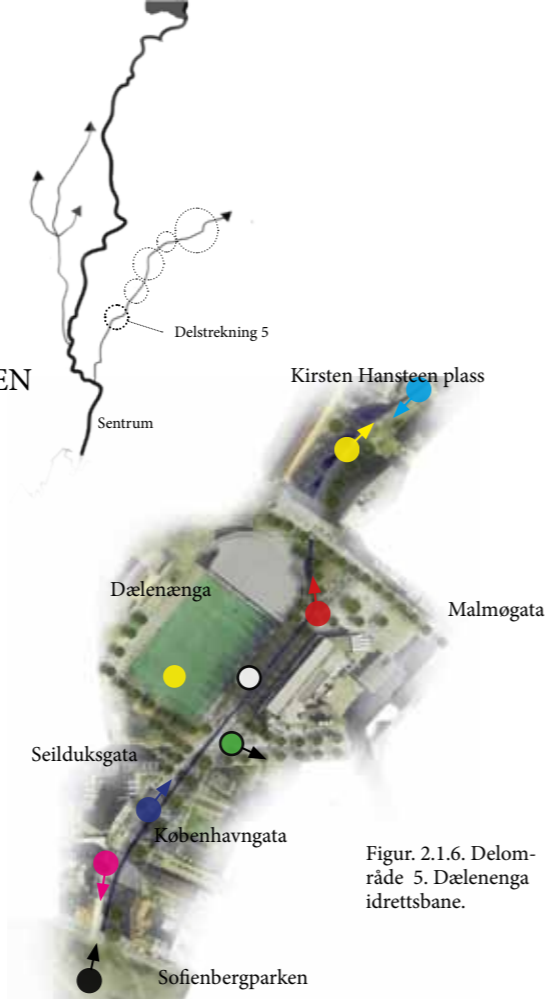 Delstrekning 5
EN
Kirsten Hansteen plass
Sentrum
Dælenænga
Malmøgata
Seilduksgata
Københavngata
Figur. 2.1.6. Delom-
råde 5. Dælenenga
idrettsbane.
Sofienbergparken